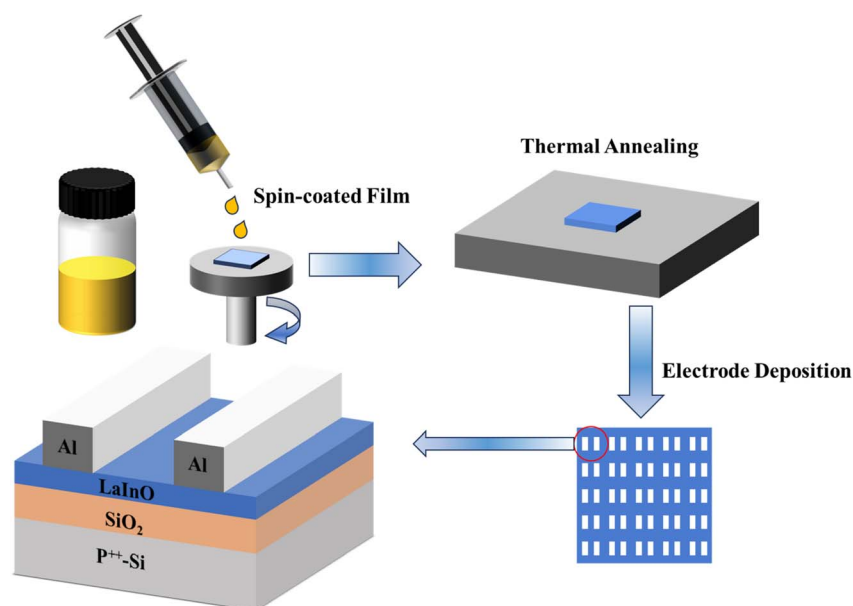 Thermal Annealing
Spin-coated Film
Electrode Deposition
Al
Al
LaInO
SiO₂
P⁺⁺-Si